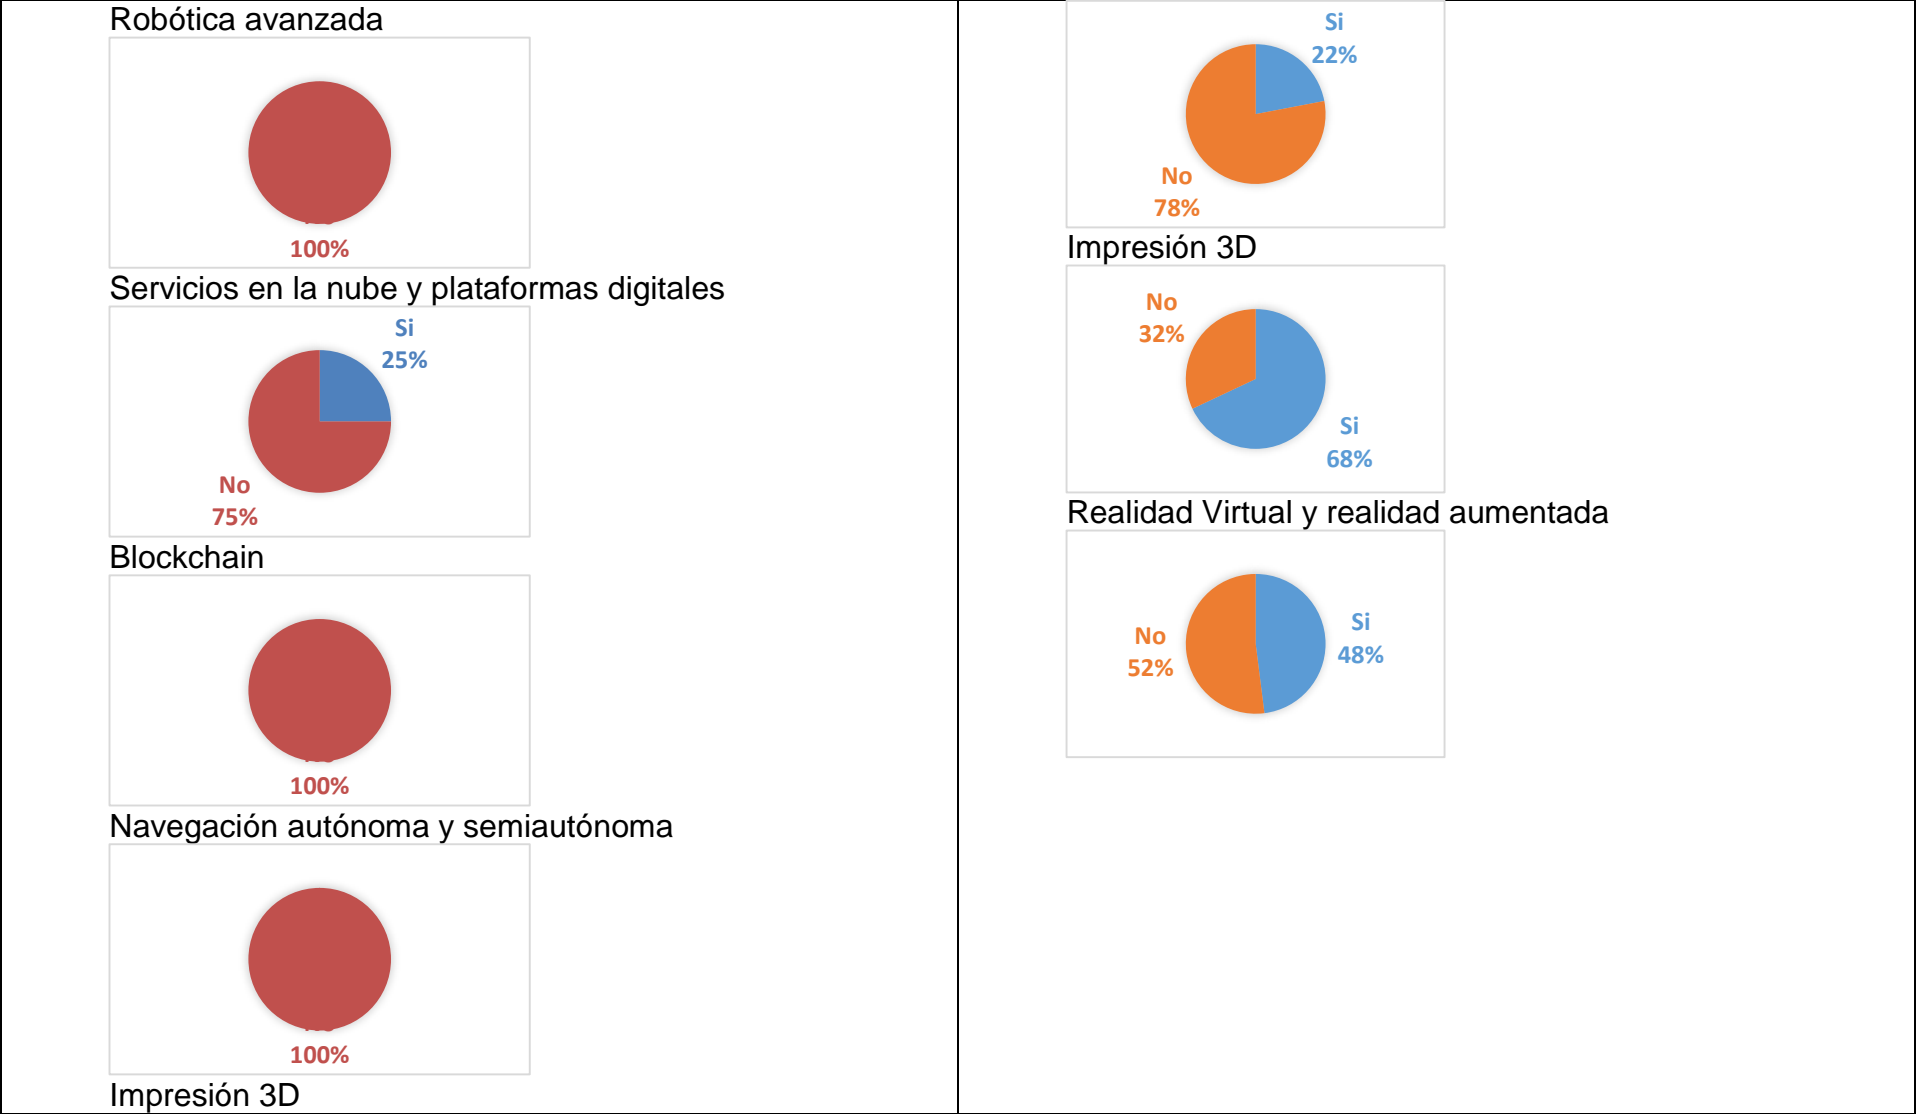 Robótica avanzada
100%
Servicios en la nube y plataformas digitales
Si
25%
No
75%
Blockchain
100%
Navegación autónoma y semiautónoma
100%
Impresión 3D
Si
22%
No
78%
Impresión 3D
No
32%
Si
68%
Realidad Virtual y realidad aumentada
No
52%
Si
48%